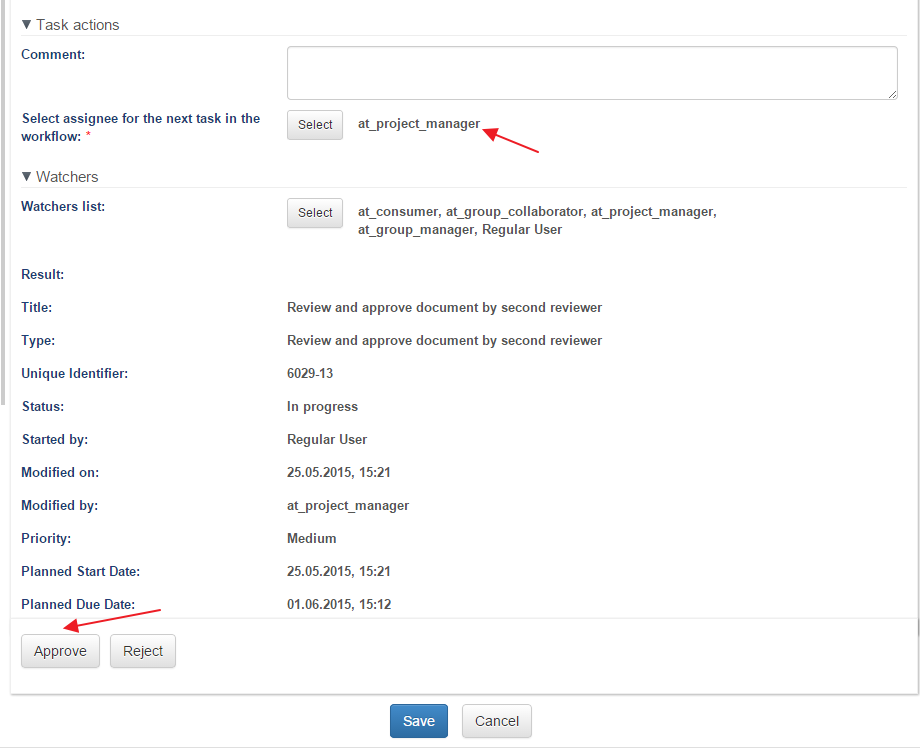 ▼ Task actions
Comment:
Select assignee for the next task in the
workflow: *
Select
at_project_manager
▼ Watchers
Watchers list:
Select
at_consumer, at_group_collaborator, at_project_manager,
at_group_manager, Regular User
Result:
Title: Review and approve document by second reviewer
Type: Review and approve document by second reviewer
Unique Identifier: 6029-13
Status: In progress
Started by: Regular User
Modified on: 25.05.2015, 15:21
Modified by: at_project_manager
Priority: Medium
Planned Start Date: 25.05.2015, 15:21
Planned Due Date: 01.06.2015, 15:12
Approve Reject
Save Cancel